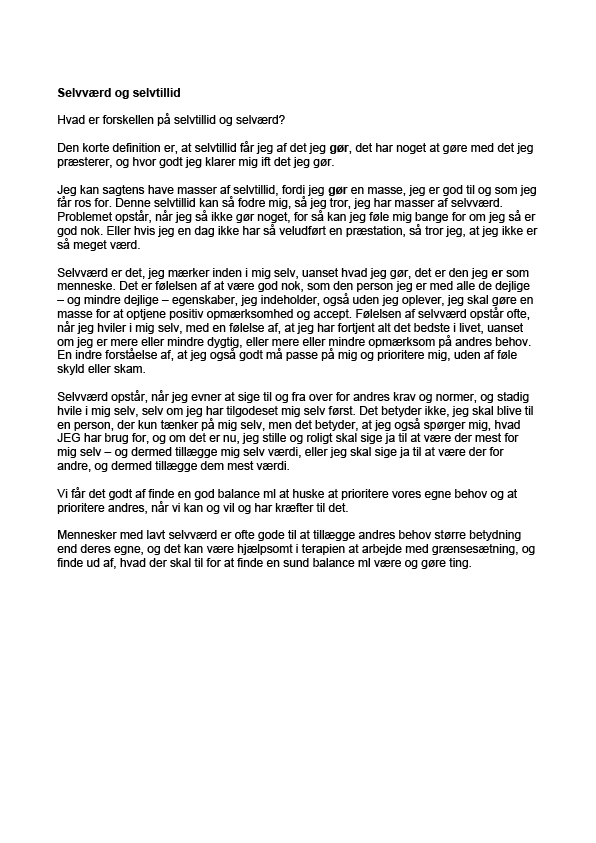 Selvværd og selvtillid
Hvad er forskellen på selvtillid og selværd?
Den korte definition er, at selvtillid får jeg af det jeg gør, det har noget at gøre med det jeg
præsterer, og hvor godt jeg klarer mig ift det jeg gør.
Jeg kan sagtens have masser af selvtillid, fordi jeg gør en masse, jeg er god til og som jeg
får ros for. Denne selvtillid kan så fodre mig, så jeg tror, jeg har masser af selvværd.
Problemet opstår, når jeg så ikke gør noget, for så kan jeg føle mig bange for om jeg så er
god nok. Eller hvis jeg en dag ikke har så veludført en præstation, så tror jeg, at jeg ikke er
så meget værd.
Selvværd er det, jeg mærker inden i mig selv, uanset hvad jeg gør, det er den jeg er som
menneske. Det er følelsen af at være god nok, som den person jeg er med alle de dejlige
– og mindre dejlige – egenskaber, jeg indeholder, også uden jeg oplever, jeg skal gøre en
masse for at optjene positiv opmærksomhed og accept. Følelsen af selvværd opstår ofte,
når jeg hviler i mig selv, med en følelse af, at jeg har fortjent alt det bedste i livet, uanset
om jeg er mere eller mindre dygtig, eller mere eller mindre opmærksom på andres behov.
En indre forståelse af, at jeg også godt må passe på mig og prioritere mig, uden af føle
skyld eller skam.
Selvværd opstår, når jeg evner at sige til og fra over for andres krav og normer, og stadig
hvile i mig selv, selv om jeg har tilgodeset mig selv først. Det betyder ikke, jeg skal blive til
en person, der kun tænker på mig selv, men det betyder, at jeg også spørger mig, hvad
JEG har brug for, og om det er nu, jeg stille og roligt skal sige ja til at være der mest for
mig selv – og dermed tillægge mig selv værdi, eller jeg skal sige ja til at være der for
andre, og dermed tillægge dem mest værdi.
Vi får det godt af finde en god balance ml at huske at prioritere vores egne behov og at
prioritere andres, når vi kan og vil og har kræfter til det.
Mennesker med lavt selvværd er ofte gode til at tillægge andres behov større betydning
end deres egne, og det kan være hjælpsomt i terapien at arbejde med grænsesætning, og
finde ud af, hvad der skal til for at finde en sund balance ml være og gøre ting.